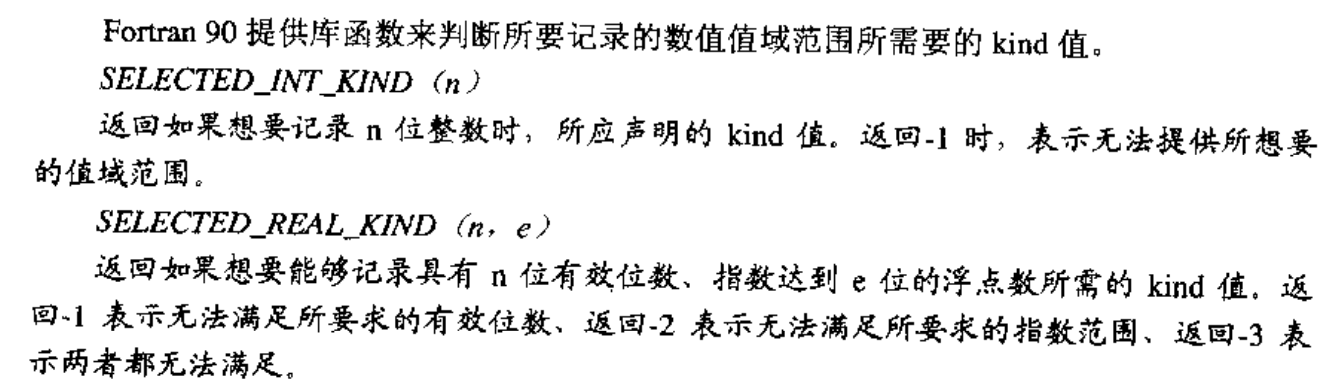 Fortran 90 提供库函数来判断所要记录的数值值域范围所需要的 kind 值。
SELECTED_INT_KIND（n）
返回如果想要记录 n 位整数时，所应声明的 kind 值。返回-1 时，表示无法提供所想要
的值域范围。
SELECTED_REAL_KIND（n，e）
返回如果想要能够记录具有 n 位有效位数、指数达到 e 位的浮点数所需的 kind 值。返
回-1 表示无法满足所要求的有效位数、返回-2 表示无法满足所要求的指数范围、返回-3 表
示两者都无法满足。